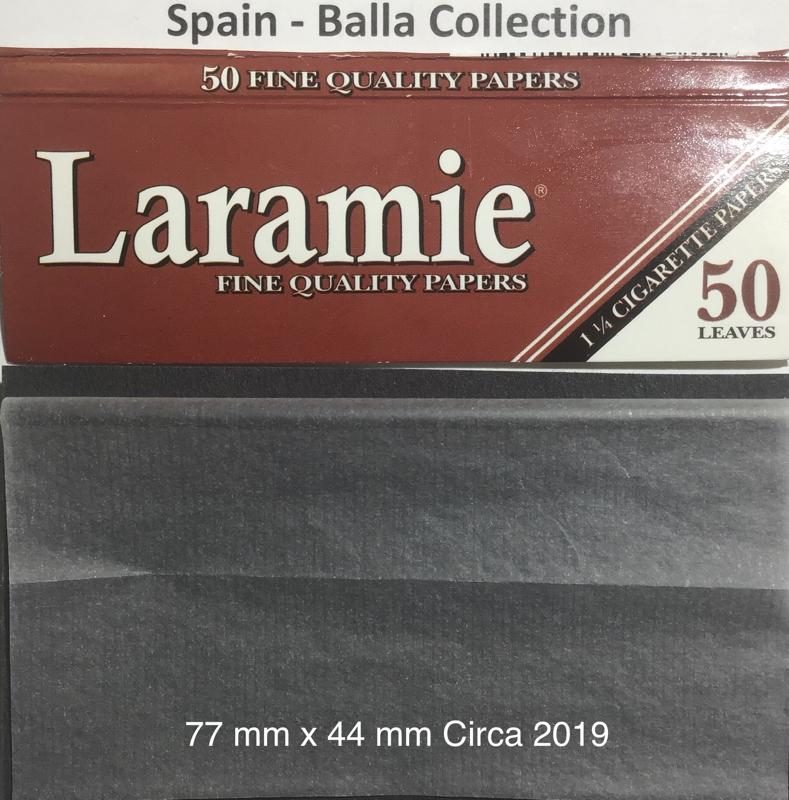 Spain - Balla Collection
50 FINE QUALITY PAPERS
Laramie®
FINE QUALITY PAPERS
1 ¼ CIGARETTE PAPERS
50
LEAVES
77 mm x 44 mm Circa 2019